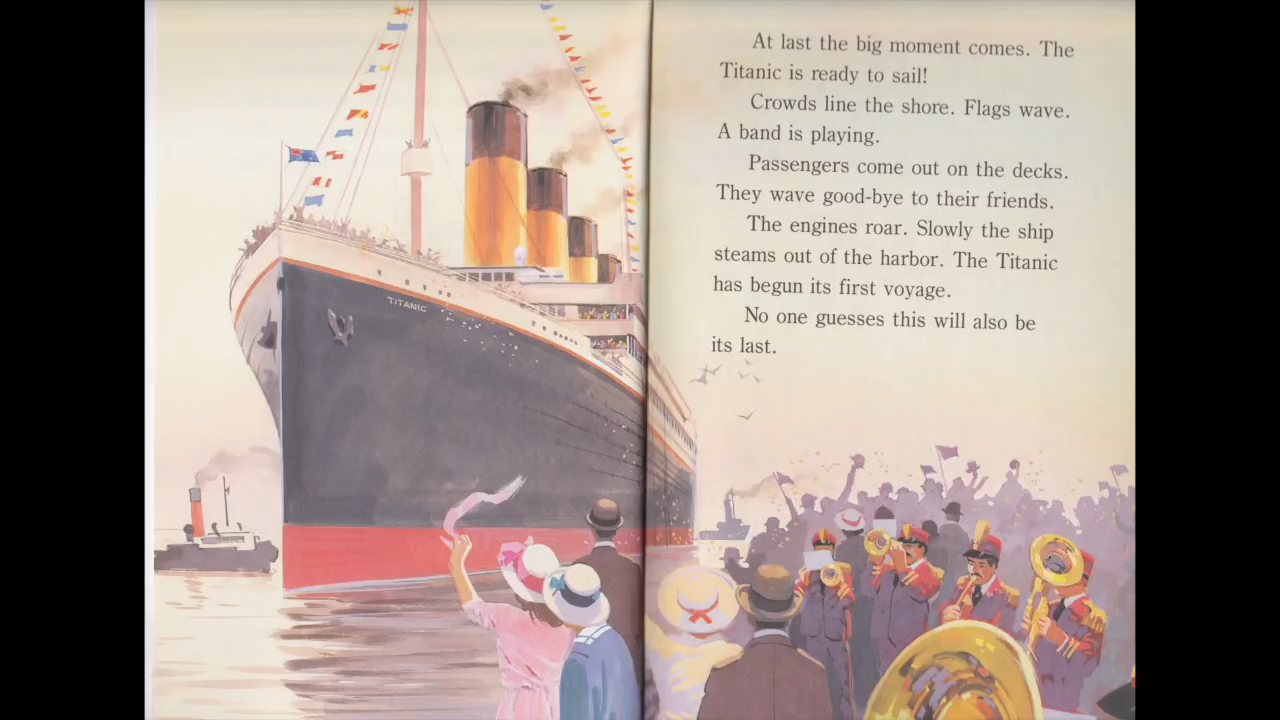 TITANIC
At last the big moment comes. The
Titanic is ready to sail!
Crowds line the shore. Flags wave.
A band is playing.
Passengers come out on the decks.
They wave good-bye to their friends.
The engines roar. Slowly the ship
steams out of the harbor. The Titanic
has begun its first voyage.
No one guesses this will also be
its last.